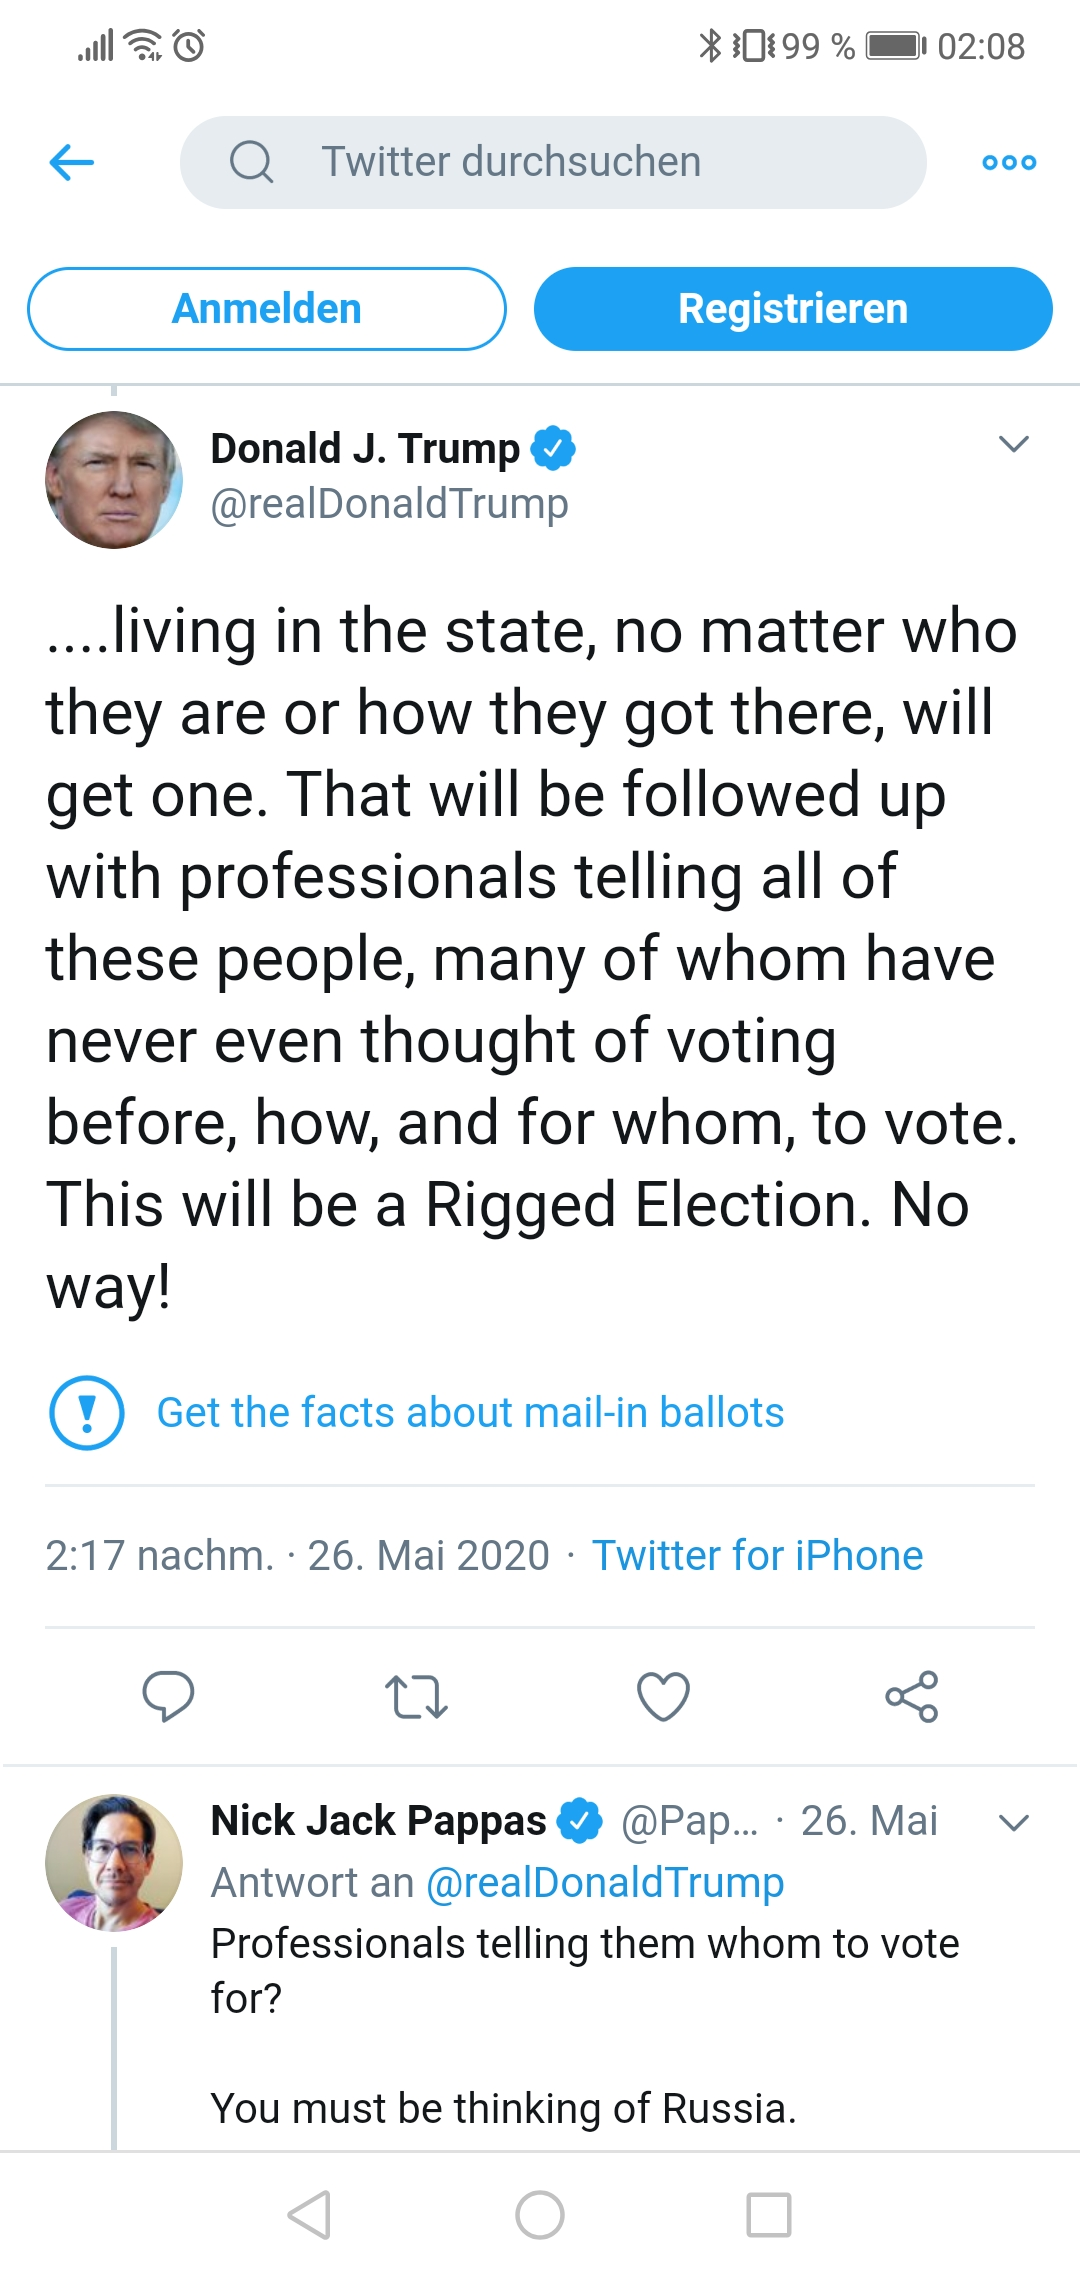 99 % 02:08
Twitter durchsuchen
Anmelden Registrieren
Donald J. Trump
@realDonaldTrump
....living in the state, no matter who
they are or how they got there, will
get one. That will be followed up
with professionals telling all of
these people, many of whom have
never even thought of voting
before, how, and for whom, to vote.
This will be a Rigged Election. No
way!
Get the facts about mail-in ballots
2:17 nachm. · 26. Mai 2020 · Twitter for iPhone
Nick Jack Pappas @Pap... · 26. Mai
Antwort an @realDonaldTrump
Professionals telling them whom to vote
for?
You must be thinking of Russia.